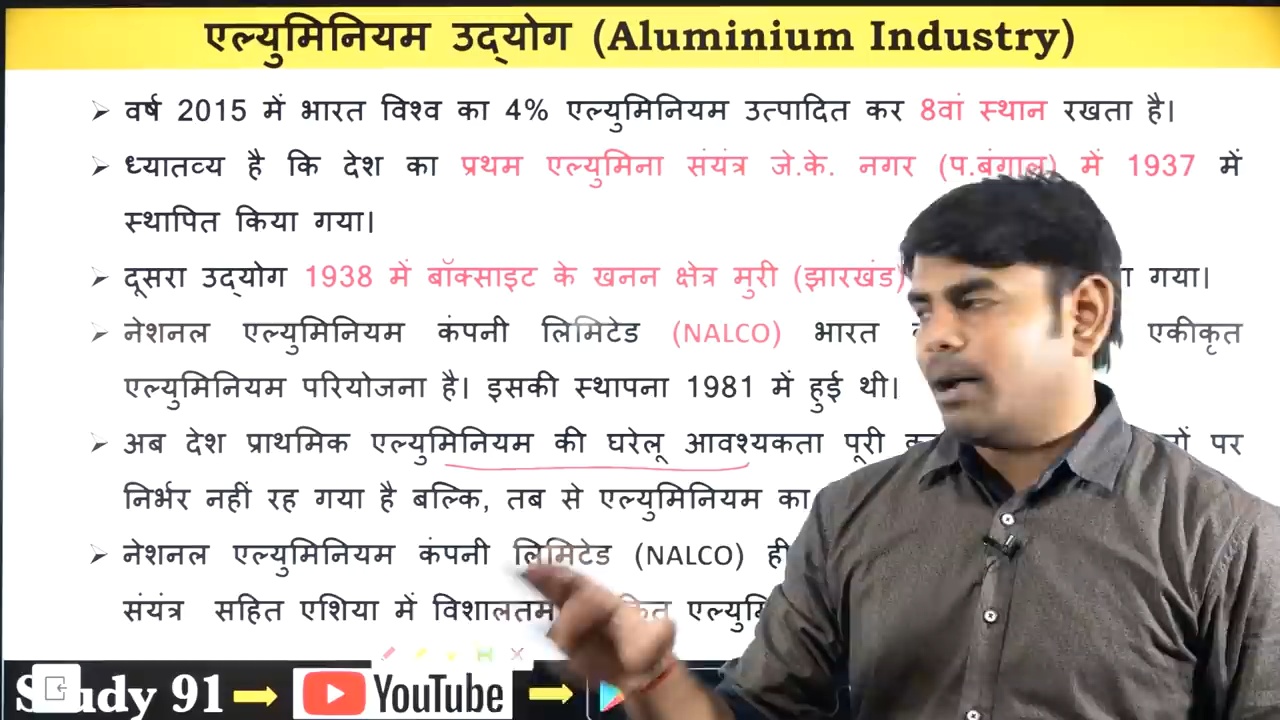 एल्युमिनियम उद्योग (Aluminium Industry)
वर्ष 2015 में भारत विश्व का 4% एल्युमिनियम उत्पादित कर 8वां स्थान रखता है।
ध्यातव्य है कि देश का प्रथम एल्युमिना संयंत्र जे.के. नगर (प.बंगाल) में 1937 में
स्थापित किया गया।
दूसरा उद्योग 1938 में बॉक्साइट के खनन क्षेत्र मुरी (झारखंड) गया।
नेशनल एल्युमिनियम कंपनी लिमिटेड (NALCO) भारत एकीकृत
एल्युमिनियम परियोजना है। इसकी स्थापना 1981 में हुई थी।
अब देश प्राथमिक एल्युमिनियम की घरेलू आवश्यकता पूरी पर
निर्भर नहीं रह गया है बल्कि, तब से एल्युमिनियम का
नेशनल एल्युमिनियम कंपनी लिमिटेड (NALCO) ही
संयंत्र सहित एशिया में विशालतम
Study 91 YouTube